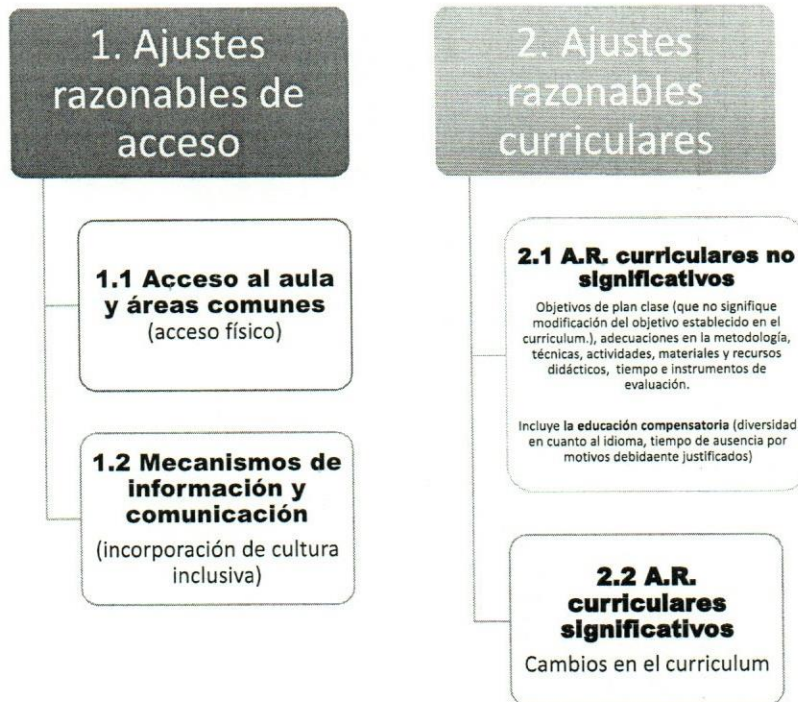 1. Ajustes
razonables de
acceso
1.1 Acceso al aula
y áreas comunes
(acceso físico)
1.2 Mecanismos de
información y
comunicación
(incorporación de cultura
inclusiva)
2. Ajustes
razonables
curriculares
2.1 A.R. curriculares no
significativos
Objetivos de plan clase (que no signifique
modificación del objetivo establecido en el
curriculum.), adecuaciones en la metodología,
técnicas, actividades, materiales y recursos
didácticos, tiempo e instrumentos de
evaluación.
Incluye la educación compensatoria (diversidad
en cuanto al idioma, tiempo de ausencia por
motivos debidaente justificados)
2.2 A.R.
curriculares
significativos
Cambios en el curriculum